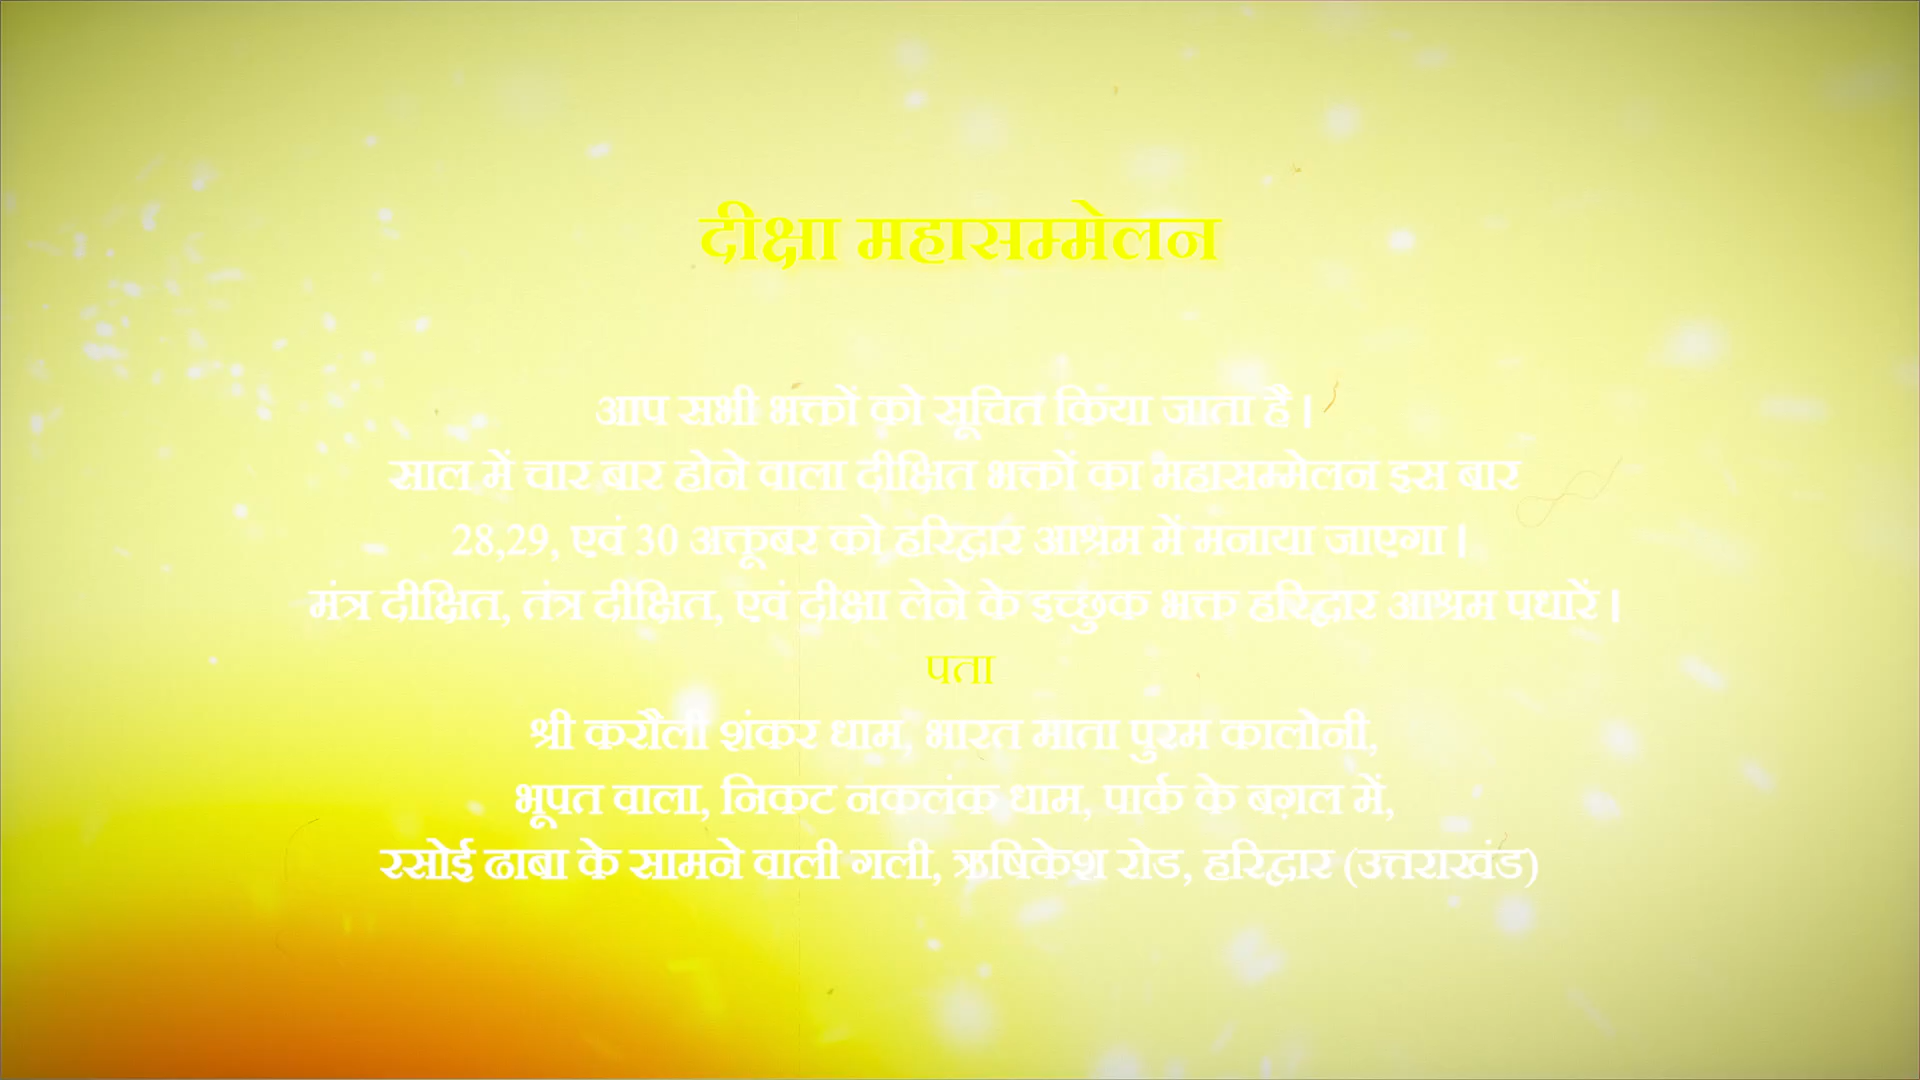 दीक्षा महासम्मेलन
आप सभी भक्तों को सूचित किया जाता है।
साल में चार बार होने वाला दीक्षित भक्तों का महासम्मेलन इस बार
28,29, एवं 30 अक्तूबर को हरिद्वार आश्रम में मनाया जाएगा।
मंत्र दीक्षित, तंत्र दीक्षित, एवं दीक्षा लेने के इच्छुक भक्त हरिद्वार आश्रम पधारें।
पता
श्री करौली शंकर धाम, भारत माता पुरम कालोनी,
भूपत वाला, निकट नकलंक धाम, पार्क के बग़ल में,
रसोई ढाबा के सामने वाली गली, ऋषिकेश रोड, हरिद्वार (उत्तराखंड)